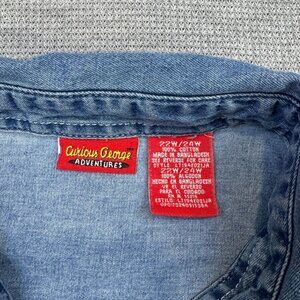 Curious George
ADVENTURES
22W/24W
100% COTTON
MADE IN BANGLADESH
SEE REVERSE FOR CARE
22W/24W
100% ALGODON
HECHO EN BANGLADESH
VE EL REVERSO
PARA EL CUIDADO